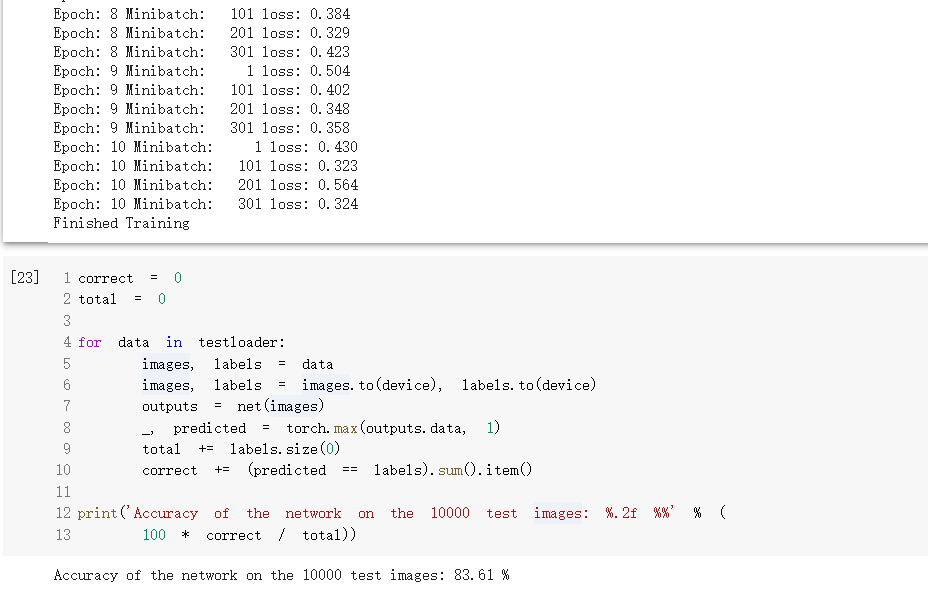 Epoch: 8 Minibatch:   101 loss: 0.384
Epoch: 8 Minibatch:   201 loss: 0.329
Epoch: 8 Minibatch:   301 loss: 0.423
Epoch: 9 Minibatch:     1 loss: 0.504
Epoch: 9 Minibatch:   101 loss: 0.402
Epoch: 9 Minibatch:   201 loss: 0.348
Epoch: 9 Minibatch:   301 loss: 0.358
Epoch: 10 Minibatch:     1 loss: 0.430
Epoch: 10 Minibatch:   101 loss: 0.323
Epoch: 10 Minibatch:   201 loss: 0.564
Epoch: 10 Minibatch:   301 loss: 0.324
Finished Training
[23] 1 correct = 0
2 total = 0
3
4 for data in testloader:
5 images, labels = data
6 images, labels = images.to(device), labels.to(device)
7 outputs = net(images)
8 _, predicted = torch.max(outputs.data, 1)
9 total += labels.size(0)
10 correct += (predicted == labels).sum().item()
11
12 print('Accuracy of the network on the 10000 test images: %.2f %%' % (
13 100 * correct / total))
Accuracy of the network on the 10000 test images: 83.61 %